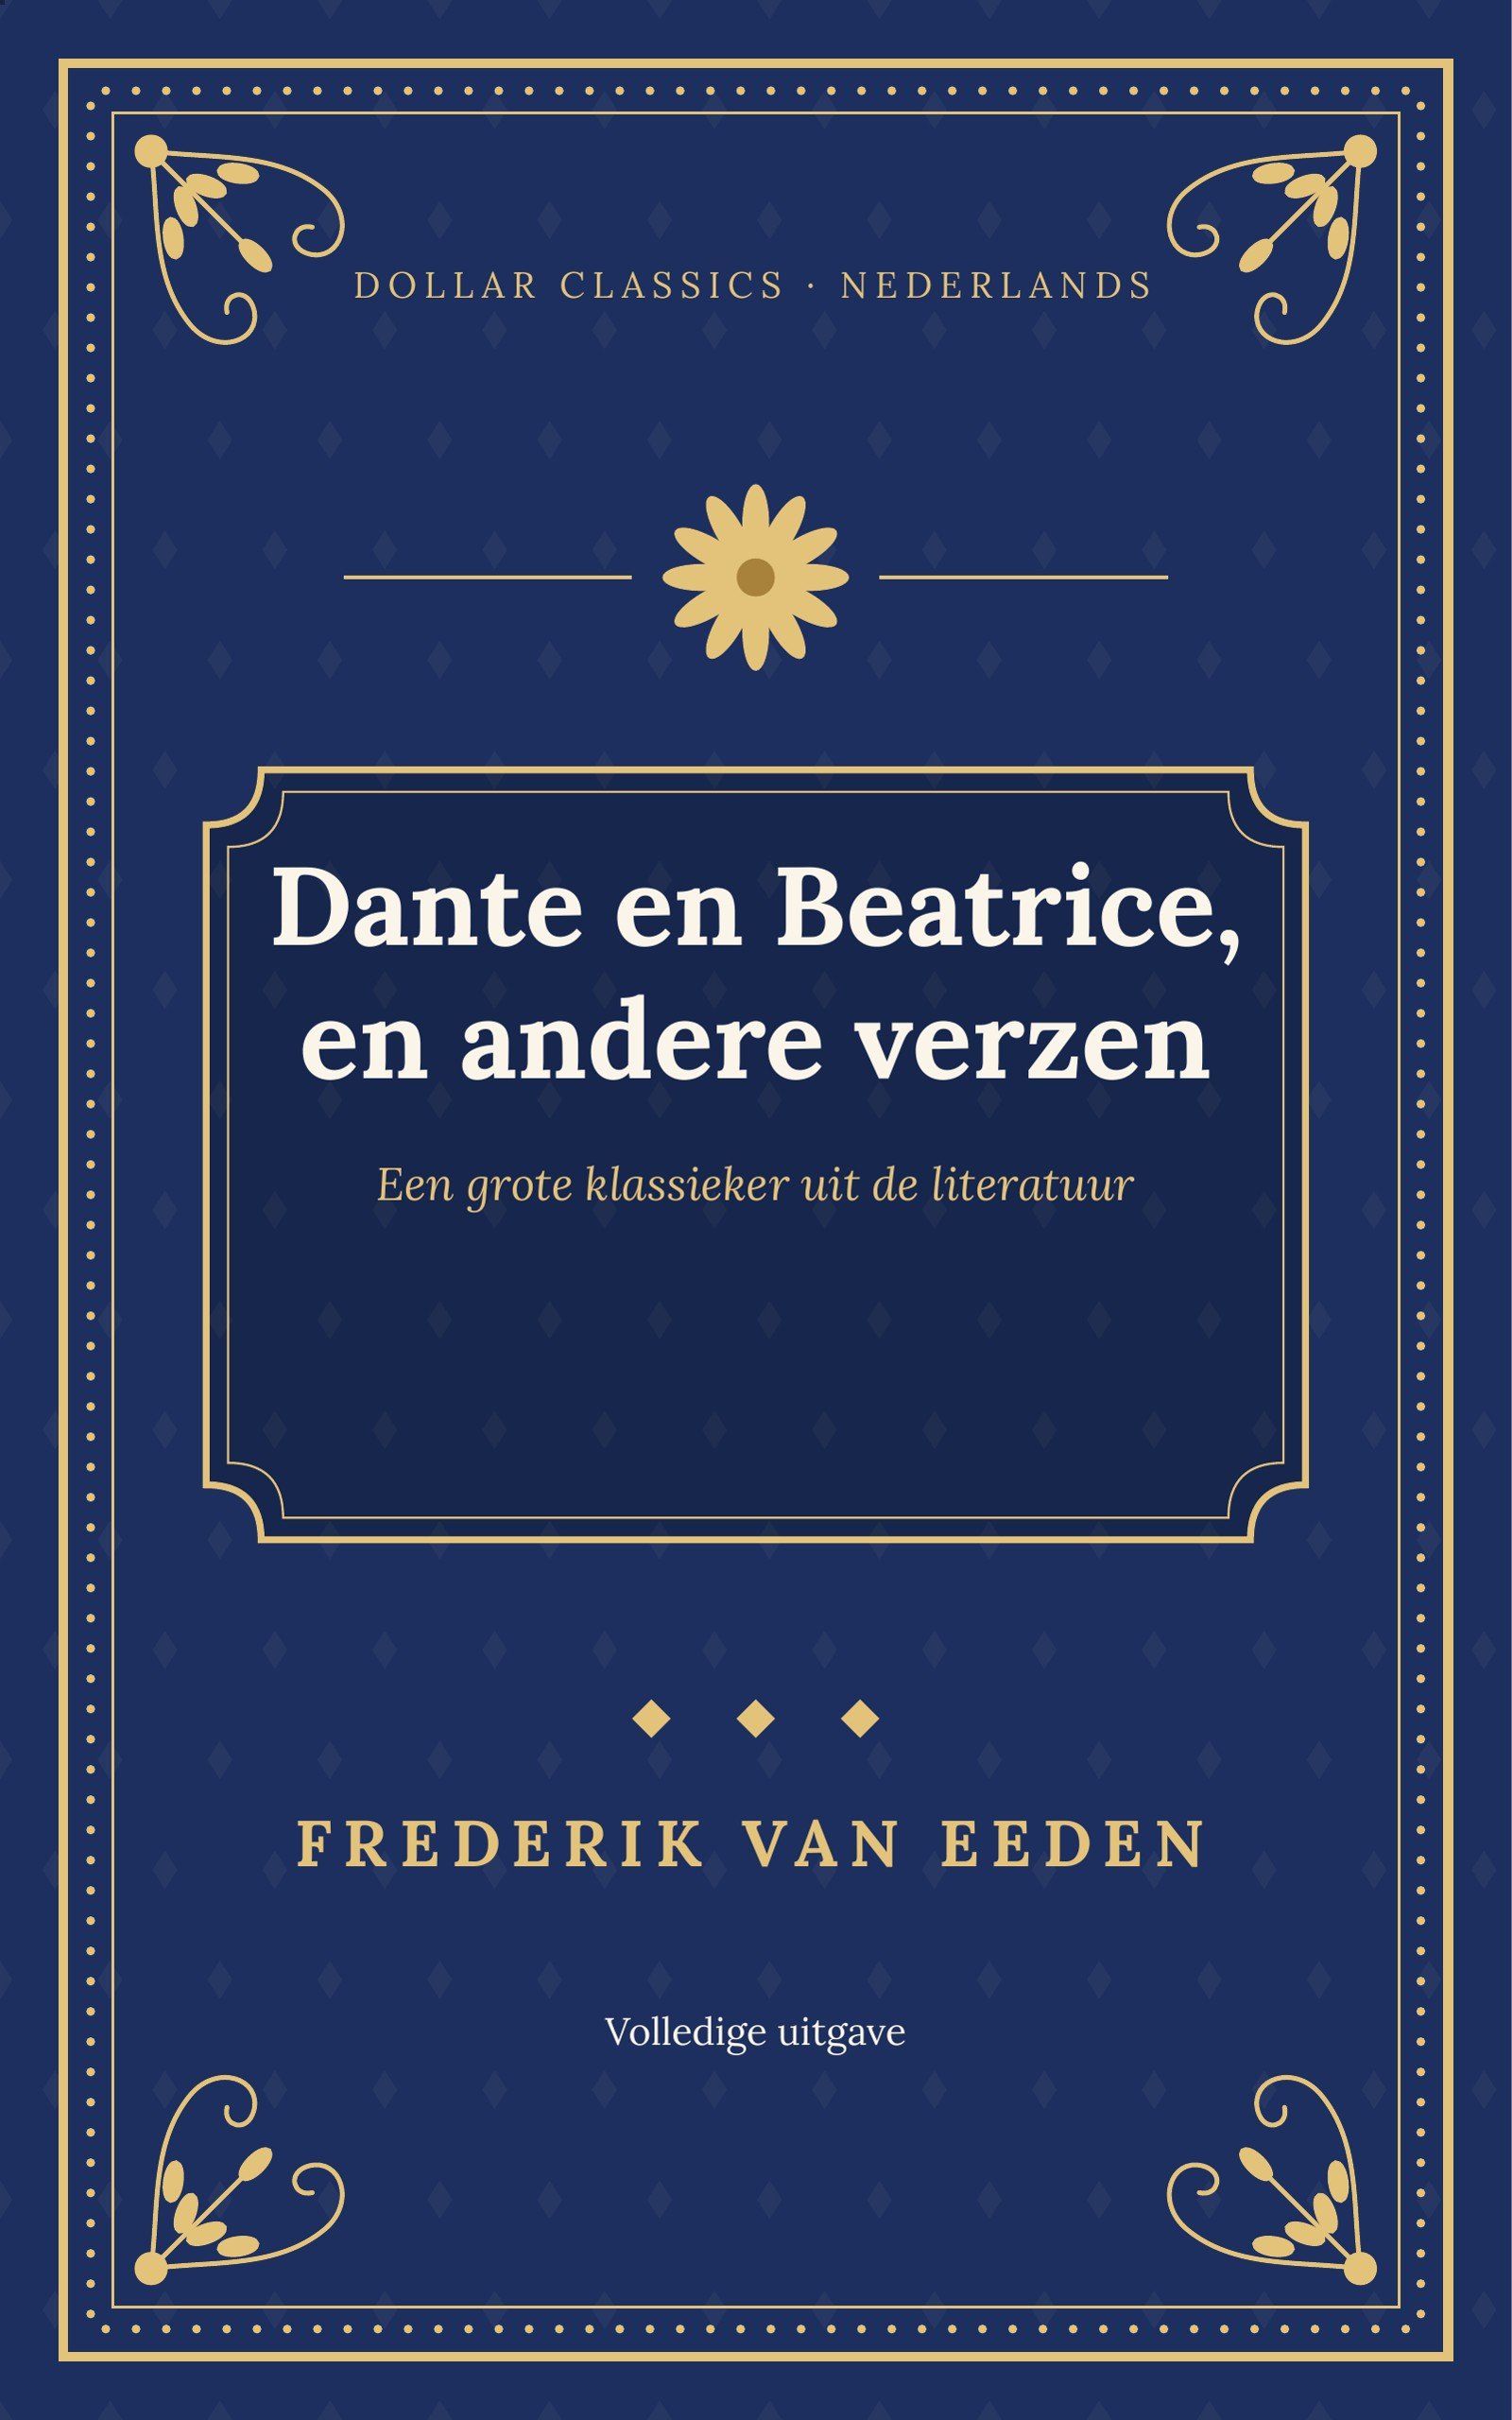 DOLLAR CLASSICS · NEDERLANDS
Dante en Beatrice,
en andere verzen
Een grote klassieker uit de literatuur
FREDERIK VAN EEDEN
Volledige uitgave